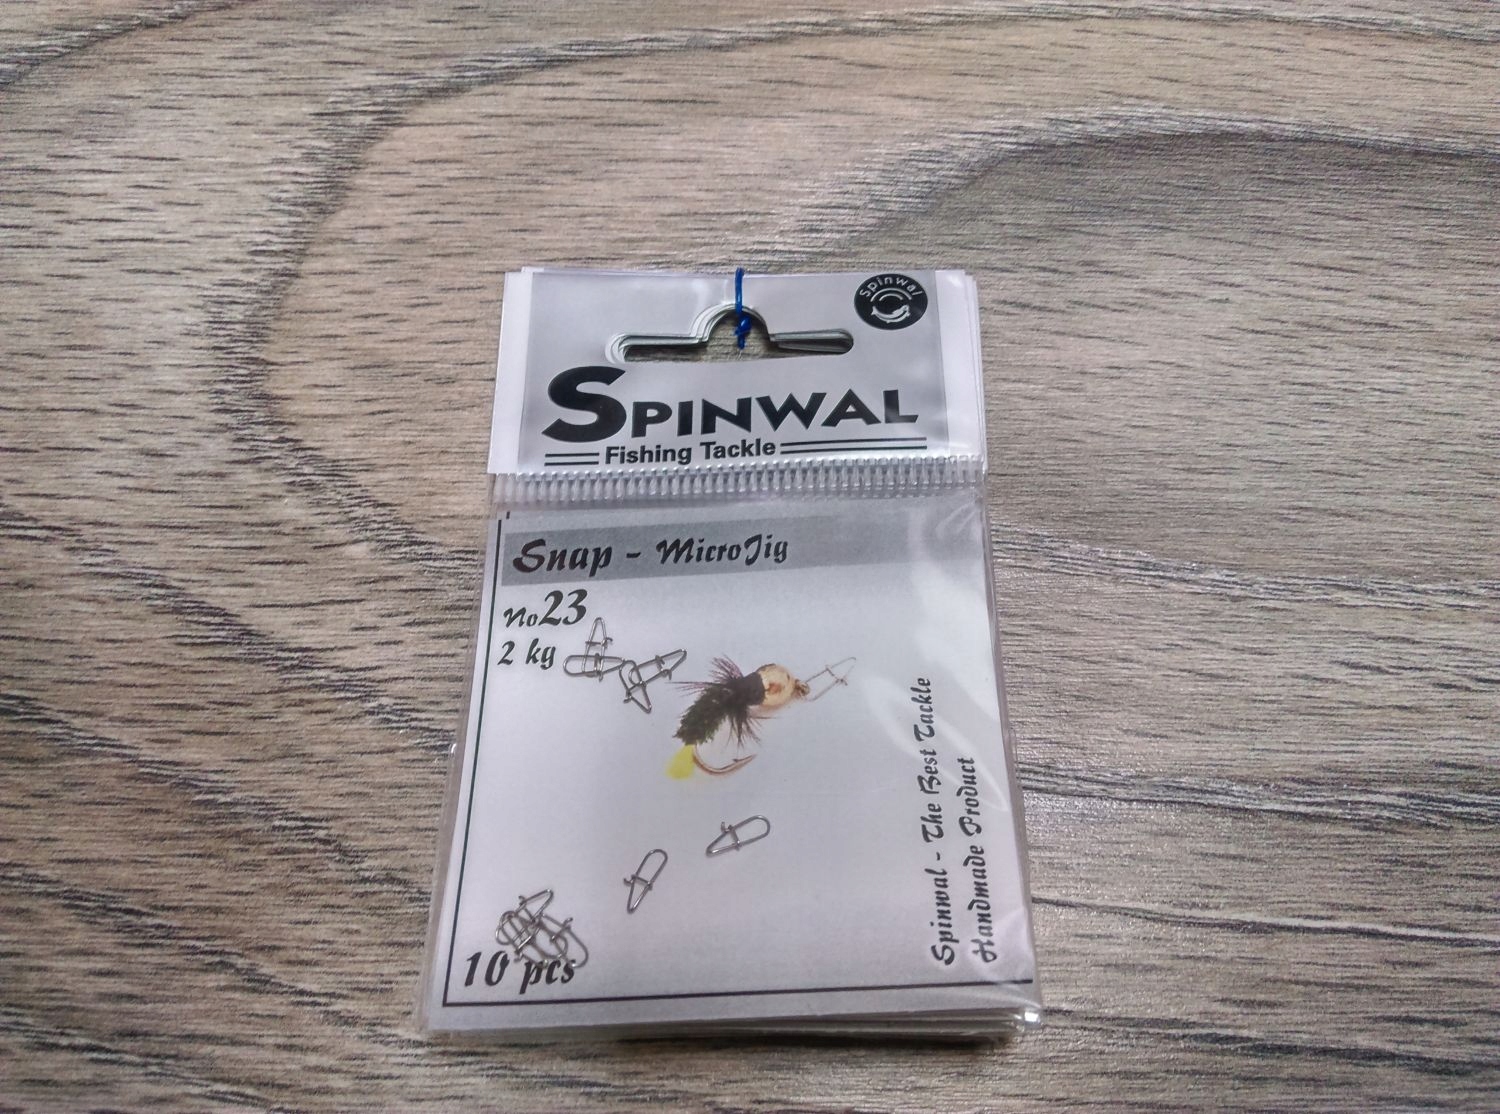 Spinwal
SPINWAL
Fishing Tackle
Snap - MicroJig
No23
2 kg
10 pcs
Spinwal - The Best Tackle
Handmade Product